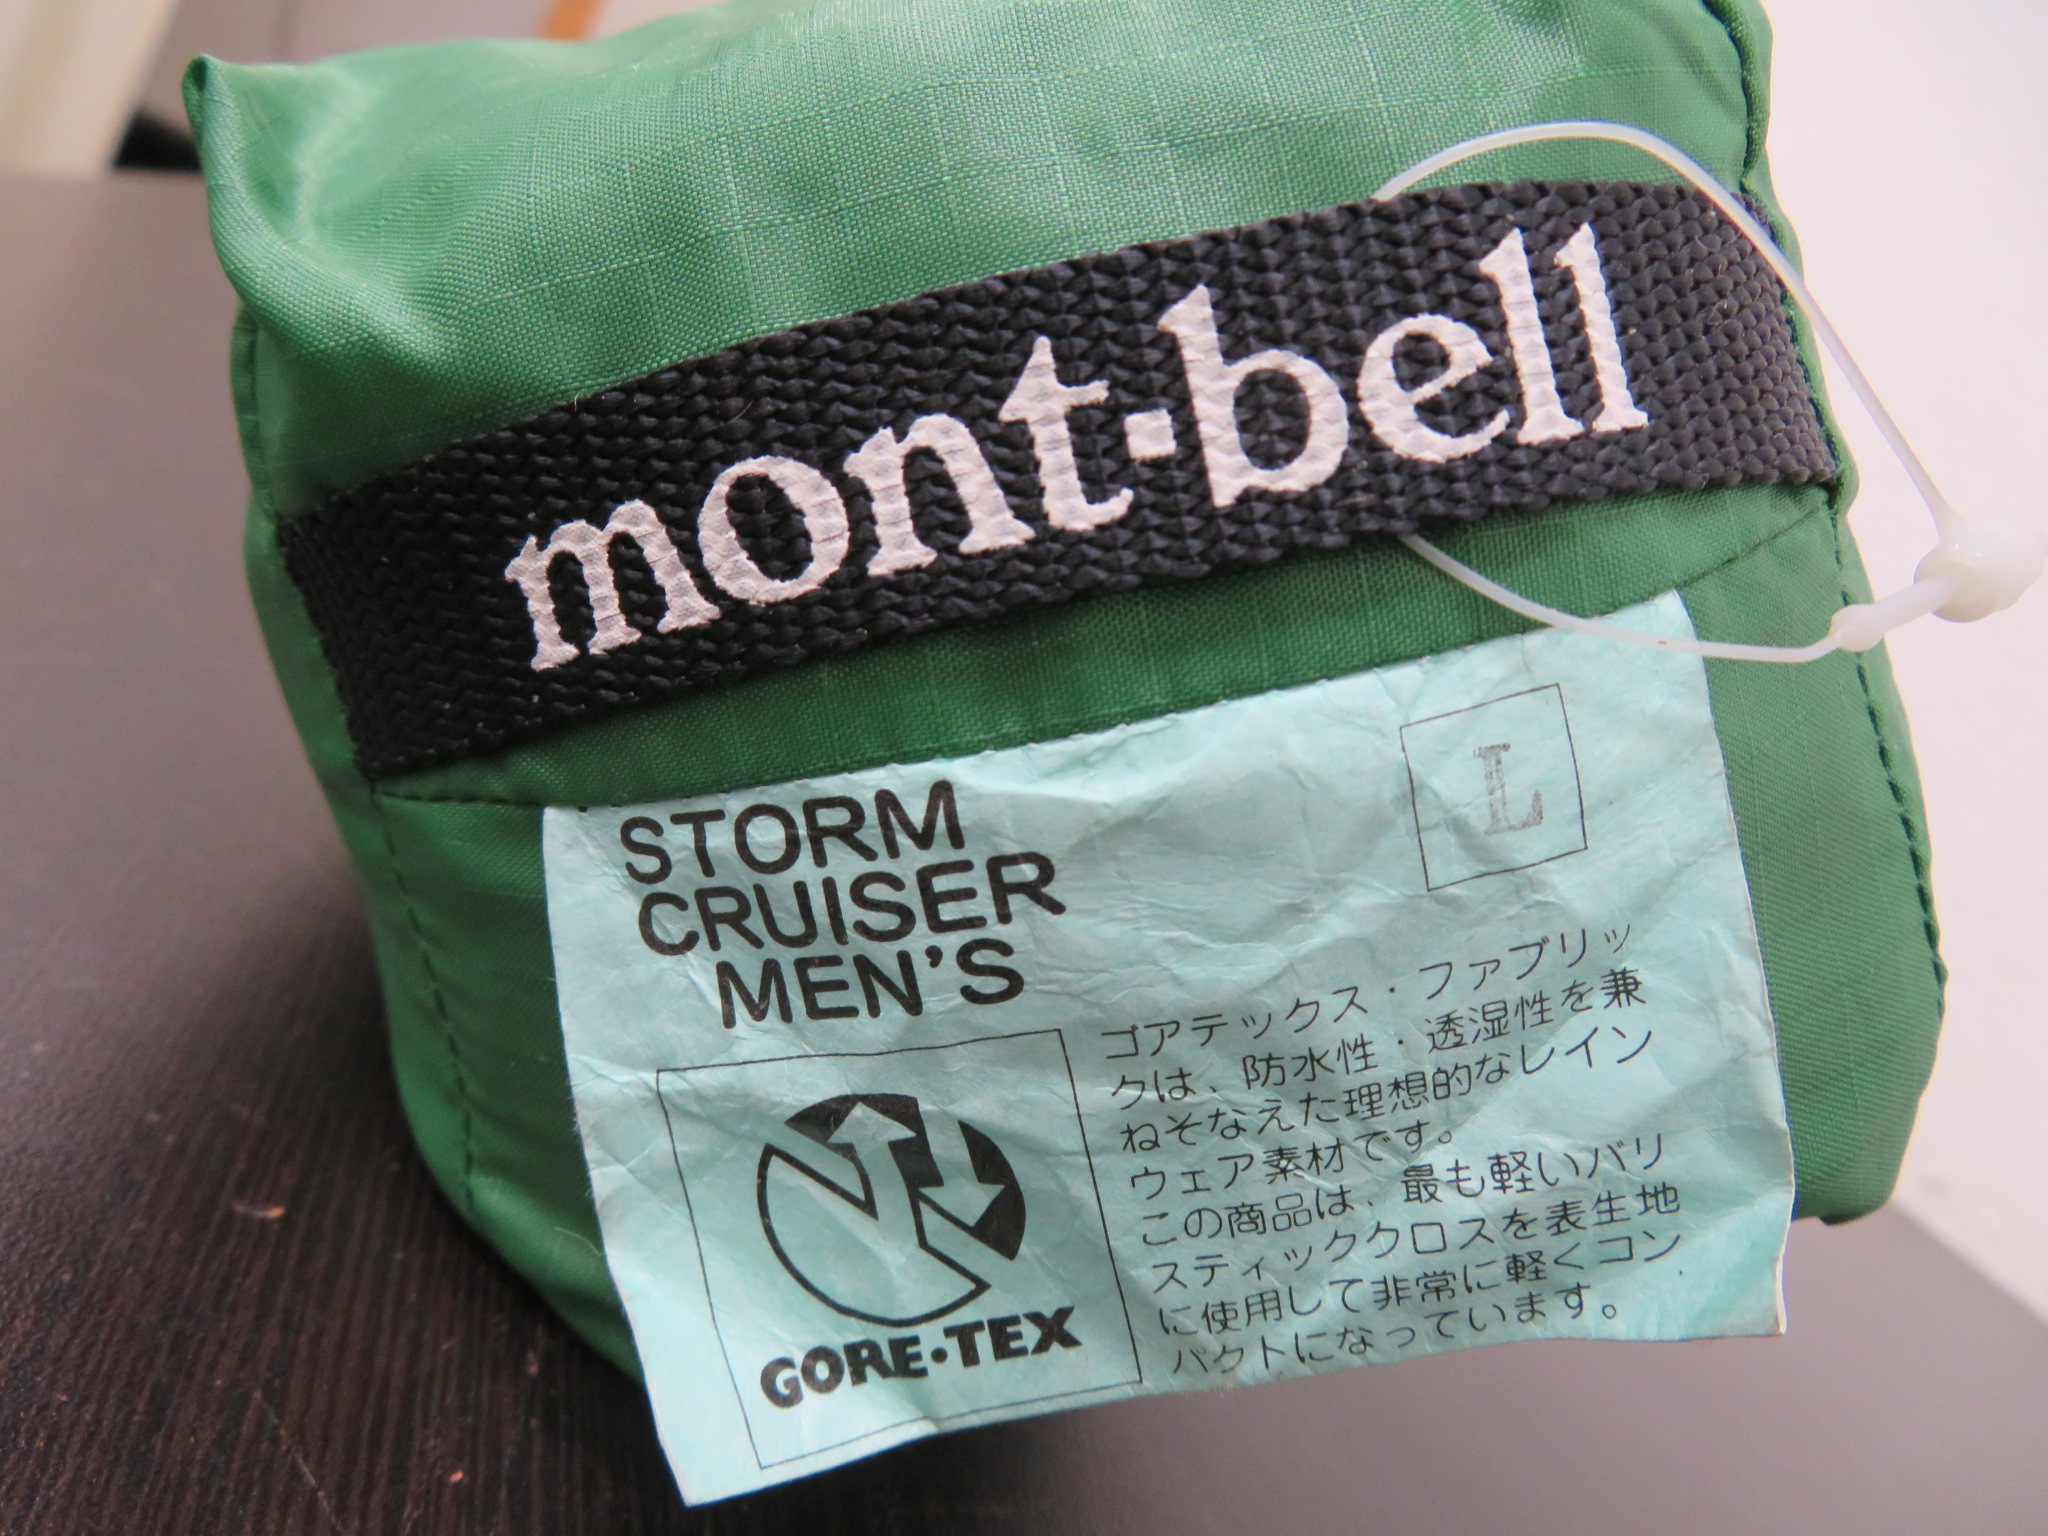 mont-bell
L
STORM
CRUISER
MEN'S
GORE-TEX
ゴアテックス・ファブリッ
クは、防水性・透湿性を兼
ねそなえた理想的なレイン
ウェア素材です。
この商品は、最も軽いバリ
スティッククロスを表生地
に使用して非常に軽くコン
パクトになっています。